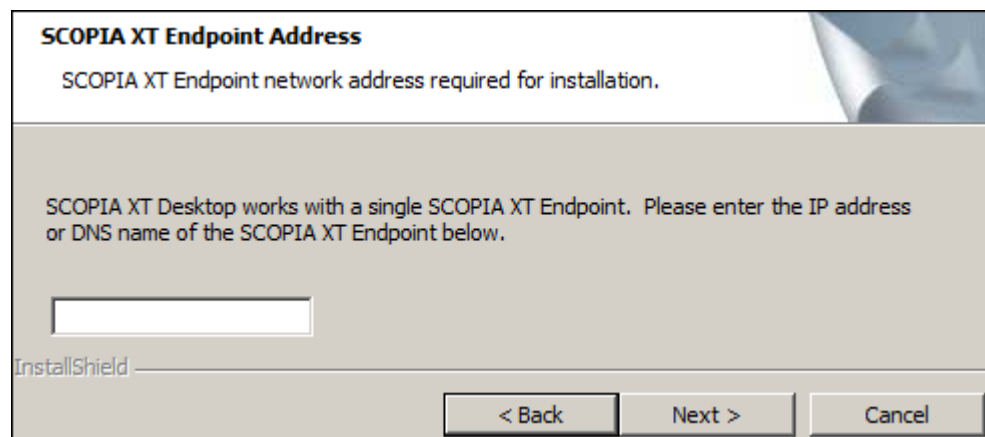 SCOPIA XT Endpoint Address
SCOPIA XT Endpoint network address required for installation.
SCOPIA XT Desktop works with a single SCOPIA XT Endpoint.  Please enter the IP address
or DNS name of the SCOPIA XT Endpoint below.
InstallShield
< Back
Next >
Cancel